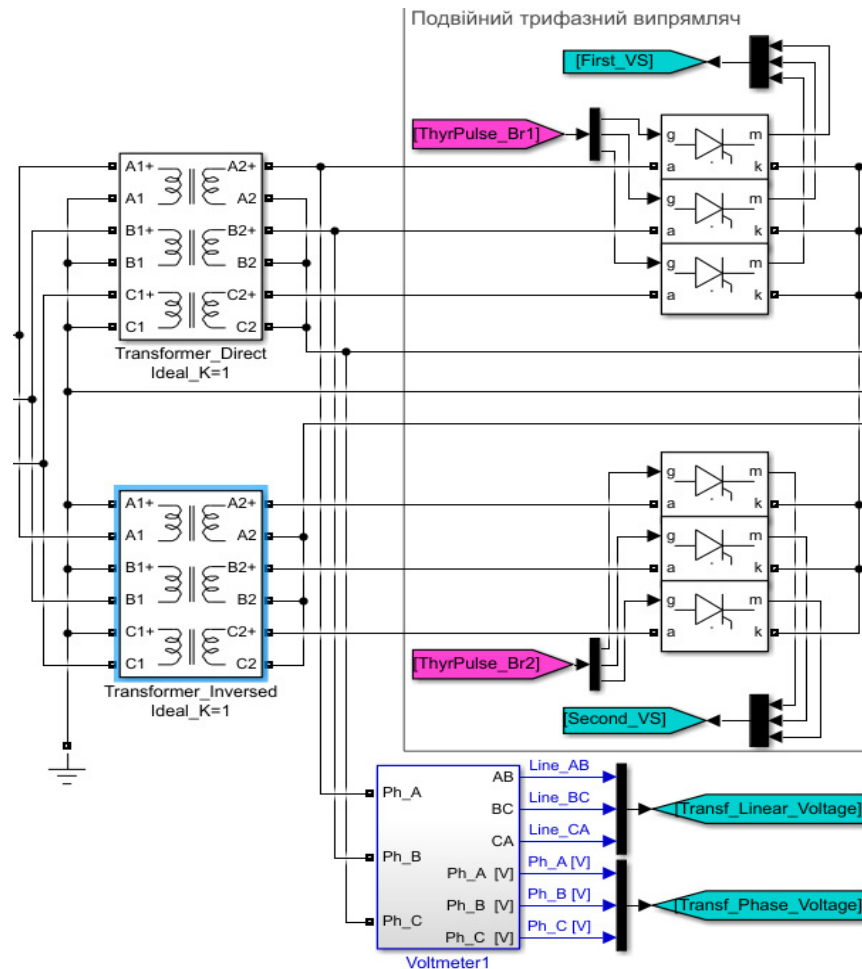 Подвійний трифазний випрямляч
[First_VS]
[ThyrPulse_Br1]
g m
a k
g m
a k
g m
a k
A1+ A2+
A1 A2
B1+ B2+
B1 B2
C1+ C2+
C1 C2
Transformer_Direct
Ideal_K=1
A1+ A2+
A1 A2
B1+ B2+
B1 B2
C1+ C2+
C1 C2
Transformer_Inversed
Ideal_K=1
g m
a k
g m
a k
g m
a k
[ThyrPulse_Br2]
[Second_VS]
Ph_A
Ph_B
Ph_C
AB
BC
CA
Ph_A [V]
Ph_B [V]
Ph_C [V]
Line_AB
Line_BC
Line_CA
Ph_A [V]
Ph_B [V]
Ph_C [V]
[Transf_Linear_Voltage]
[Transf_Phase_Voltage]
Voltmeter1